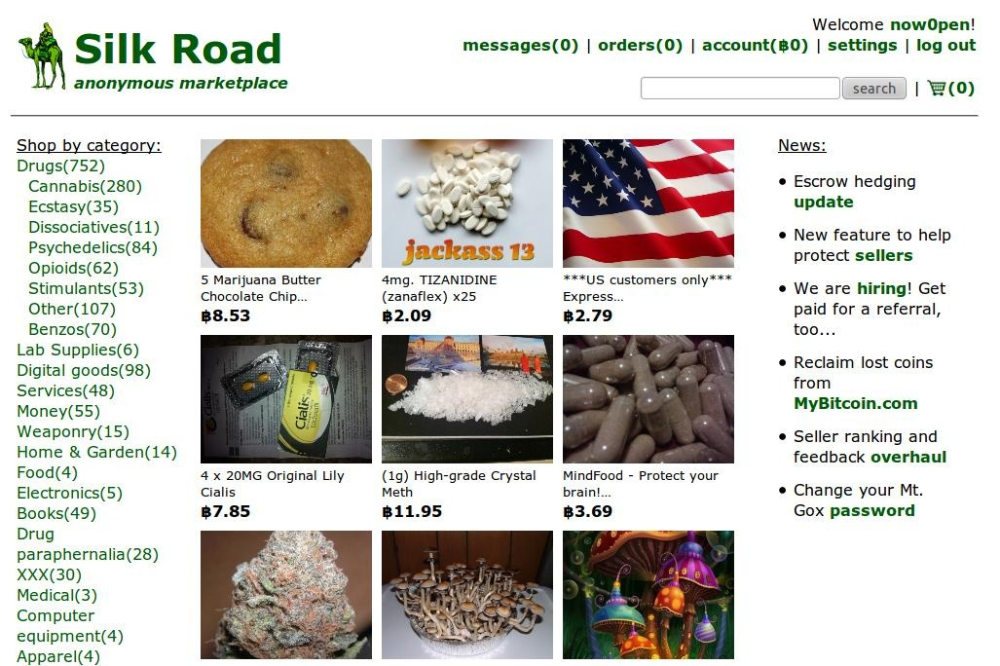 Silk Road
anonymous marketplace
Welcome now0pen!
messages(0) | orders(0) | account(฿0) | settings | log out
search | (0)
Shop by category:
Drugs(752)
Cannabis(280)
Ecstasy(35)
Dissociatives(11)
Psychedelics(84)
Opioids(62)
Stimulants(53)
Other(107)
Benzos(70)
Lab Supplies(6)
Digital goods(98)
Services(48)
Money(55)
Weaponry(15)
Home & Garden(14)
Food(4)
Electronics(5)
Books(49)
Drug
paraphernalia(28)
XXX(30)
Medical(3)
Computer
equipment(4)
Apparel(4)
5 Marijuana Butter
Chocolate Chip...
฿8.53
jackass 13
4mg. TIZANIDINE
(zanaflex) x25
฿2.09
***US customers only***
Express...
฿2.79
Cialis
4 x 20MG Original Lily
Cialis
฿7.85
(1g) High-grade Crystal
Meth
฿11.95
MindFood - Protect your
brain!...
฿3.69
News:
• Escrow hedging
update
• New feature to help
protect sellers
• We are hiring! Get
paid for a referral,
too...
• Reclaim lost coins
from
MyBitcoin.com
• Seller ranking and
feedback overhaul
• Change your Mt.
Gox password